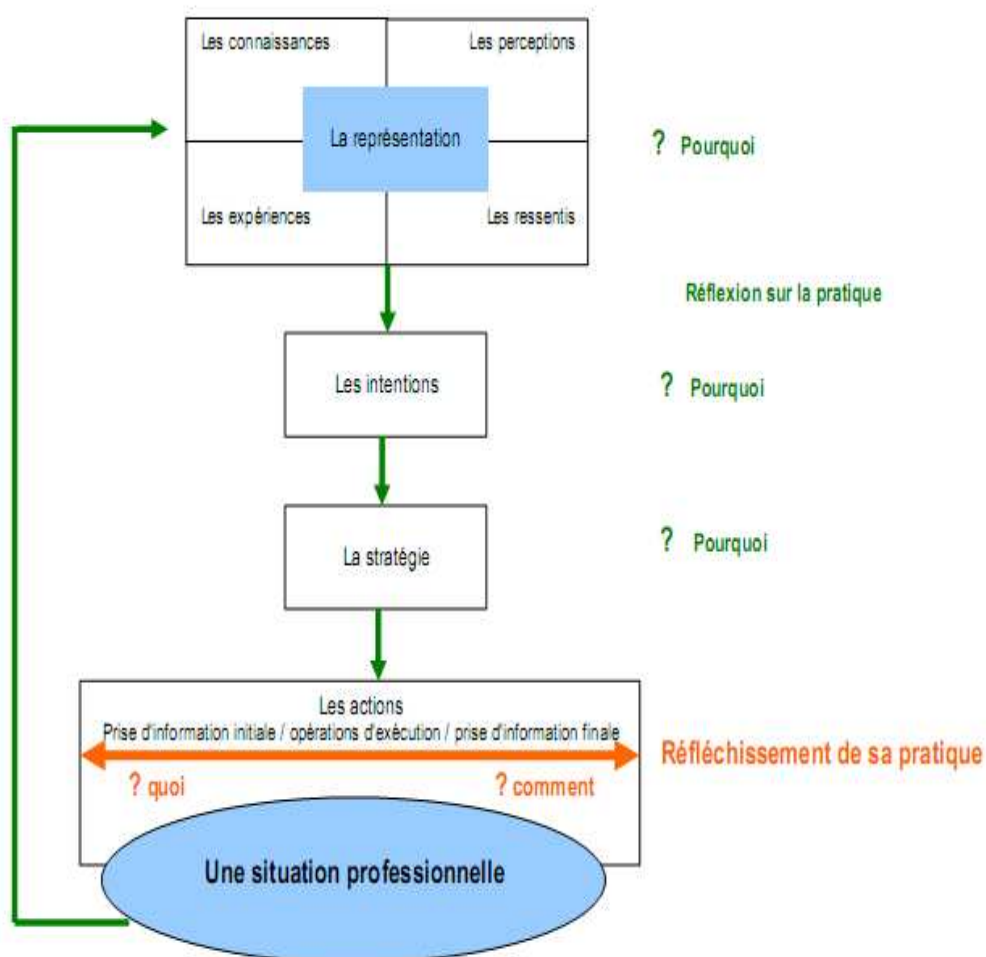 Les connaissances
Les perceptions
La représentation
? Pourquoi
Les expériences
Les ressentis
Réflexion sur la pratique
Les intentions
? Pourquoi
La stratégie
? Pourquoi
Les actions
Prise d'information initiale / opérations d'exécution / prise d'information finale
Réfléchissement de sa pratique
? quoi
? comment
Une situation professionnelle